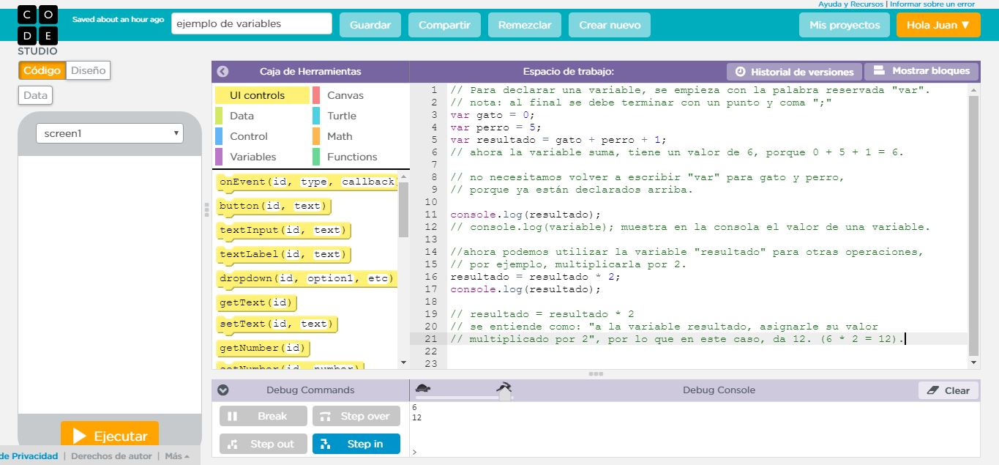 Ayuda y Recursos | Informar sobre un error
C O
D E
STUDIO
Saved about an hour ago
ejemplo de variables
Guardar
Compartir
Remezclar
Crear nuevo
Mis proyectos
Hola Juan ▼
Código
Diseño
Data
screen1
Ejecutar
de Privacidad | Derechos de autor | Más
Caja de Herramientas
Espacio de trabajo:
Historial de versiones
Mostrar bloques
UI controls
Canvas
Data
Turtle
Control
Math
Variables
Functions
onEvent(id, type, callback
button(id, text)
textInput(id, text)
textLabel(id, text)
dropdown(id, option1, etc)
getText(id)
setText(id, text)
getNumber(id)
setNumber(id, number)
1 // Para declarar una variable, se empieza con la palabra reservada "var".
2 // nota: al final se debe terminar con un punto y coma ";"
3 var gato = 0;
4 var perro = 5;
5 var resultado = gato + perro + 1;
6 // ahora la variable suma, tiene un valor de 6, porque 0 + 5 + 1 = 6.
7
8 // no necesitamos volver a escribir "var" para gato y perro,
9 // porque ya están declarados arriba.
10
11 console.log(resultado);
12 // console.log(variable); muestra en la consola el valor de una variable.
13
14 //ahora podemos utilizar la variable "resultado" para otras operaciones,
15 // por ejemplo, multiplicarla por 2.
16 resultado = resultado * 2;
17 console.log(resultado);
18
19 // resultado = resultado * 2
20 // se entiende como: "a la variable resultado, asignarle su valor
21 // multiplicado por 2", por lo que en este caso, da 12. (6 * 2 = 12).
22
23
Debug Commands
Debug Console
Clear
Break
Step over
Step out
Step in
6
12
>